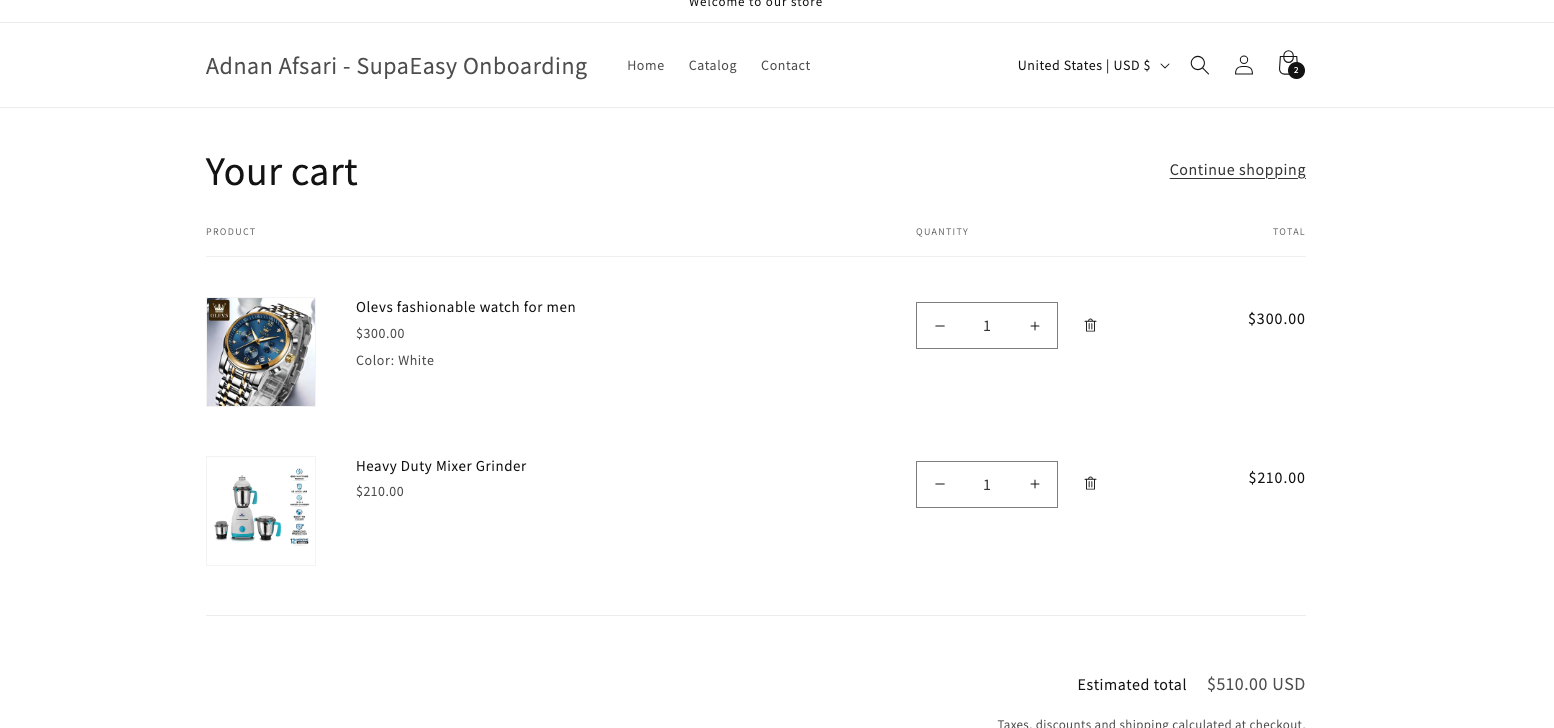 Welcome to our store
Adnan Afsari - SupaEasy Onboarding
Home
Catalog
Contact
United States | USD $
2
Your cart
Continue shopping
PRODUCT
QUANTITY
TOTAL
OLEVS
Olevs fashionable watch for men
$300.00
Color: White
1
$300.00
Heavy Duty Mixer Grinder
$210.00
1
$210.00
Estimated total
$510.00 USD
Taxes, discounts and shipping calculated at checkout.